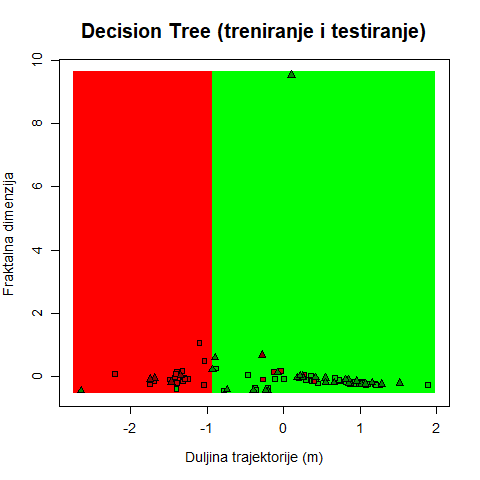 Decision Tree (treniranje i testiranje)
Fraktalna dimenzija
10
8
6
4
2
0
-2 -1 0 1 2
Duljina trajektorije (m)